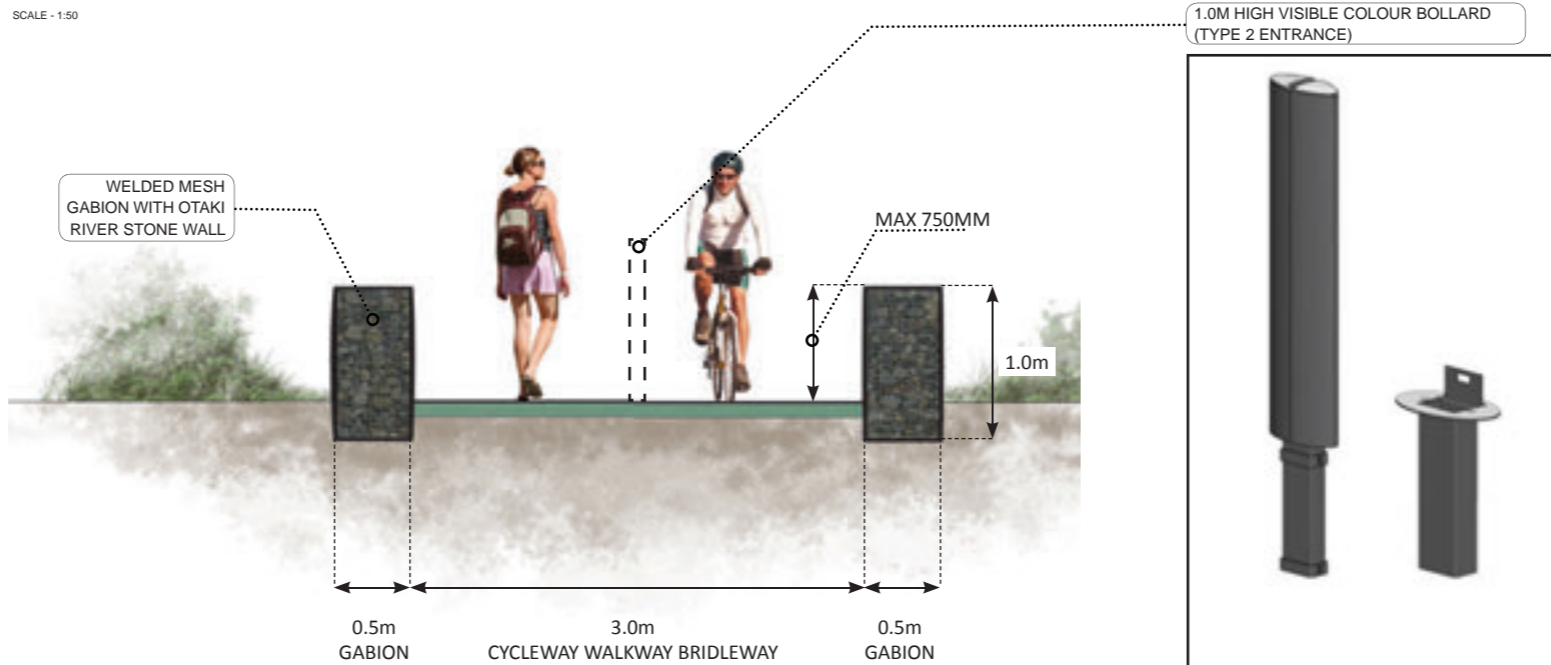 SCALE - 1:50
1.0M HIGH VISIBLE COLOUR BOLLARD
(TYPE 2 ENTRANCE)
WELDED MESH
GABION WITH OTAKI
RIVER STONE WALL
MAX 750MM
1.0m
0.5m
GABION
3.0m
CYCLEWAY WALKWAY BRIDLEWAY
0.5m
GABION